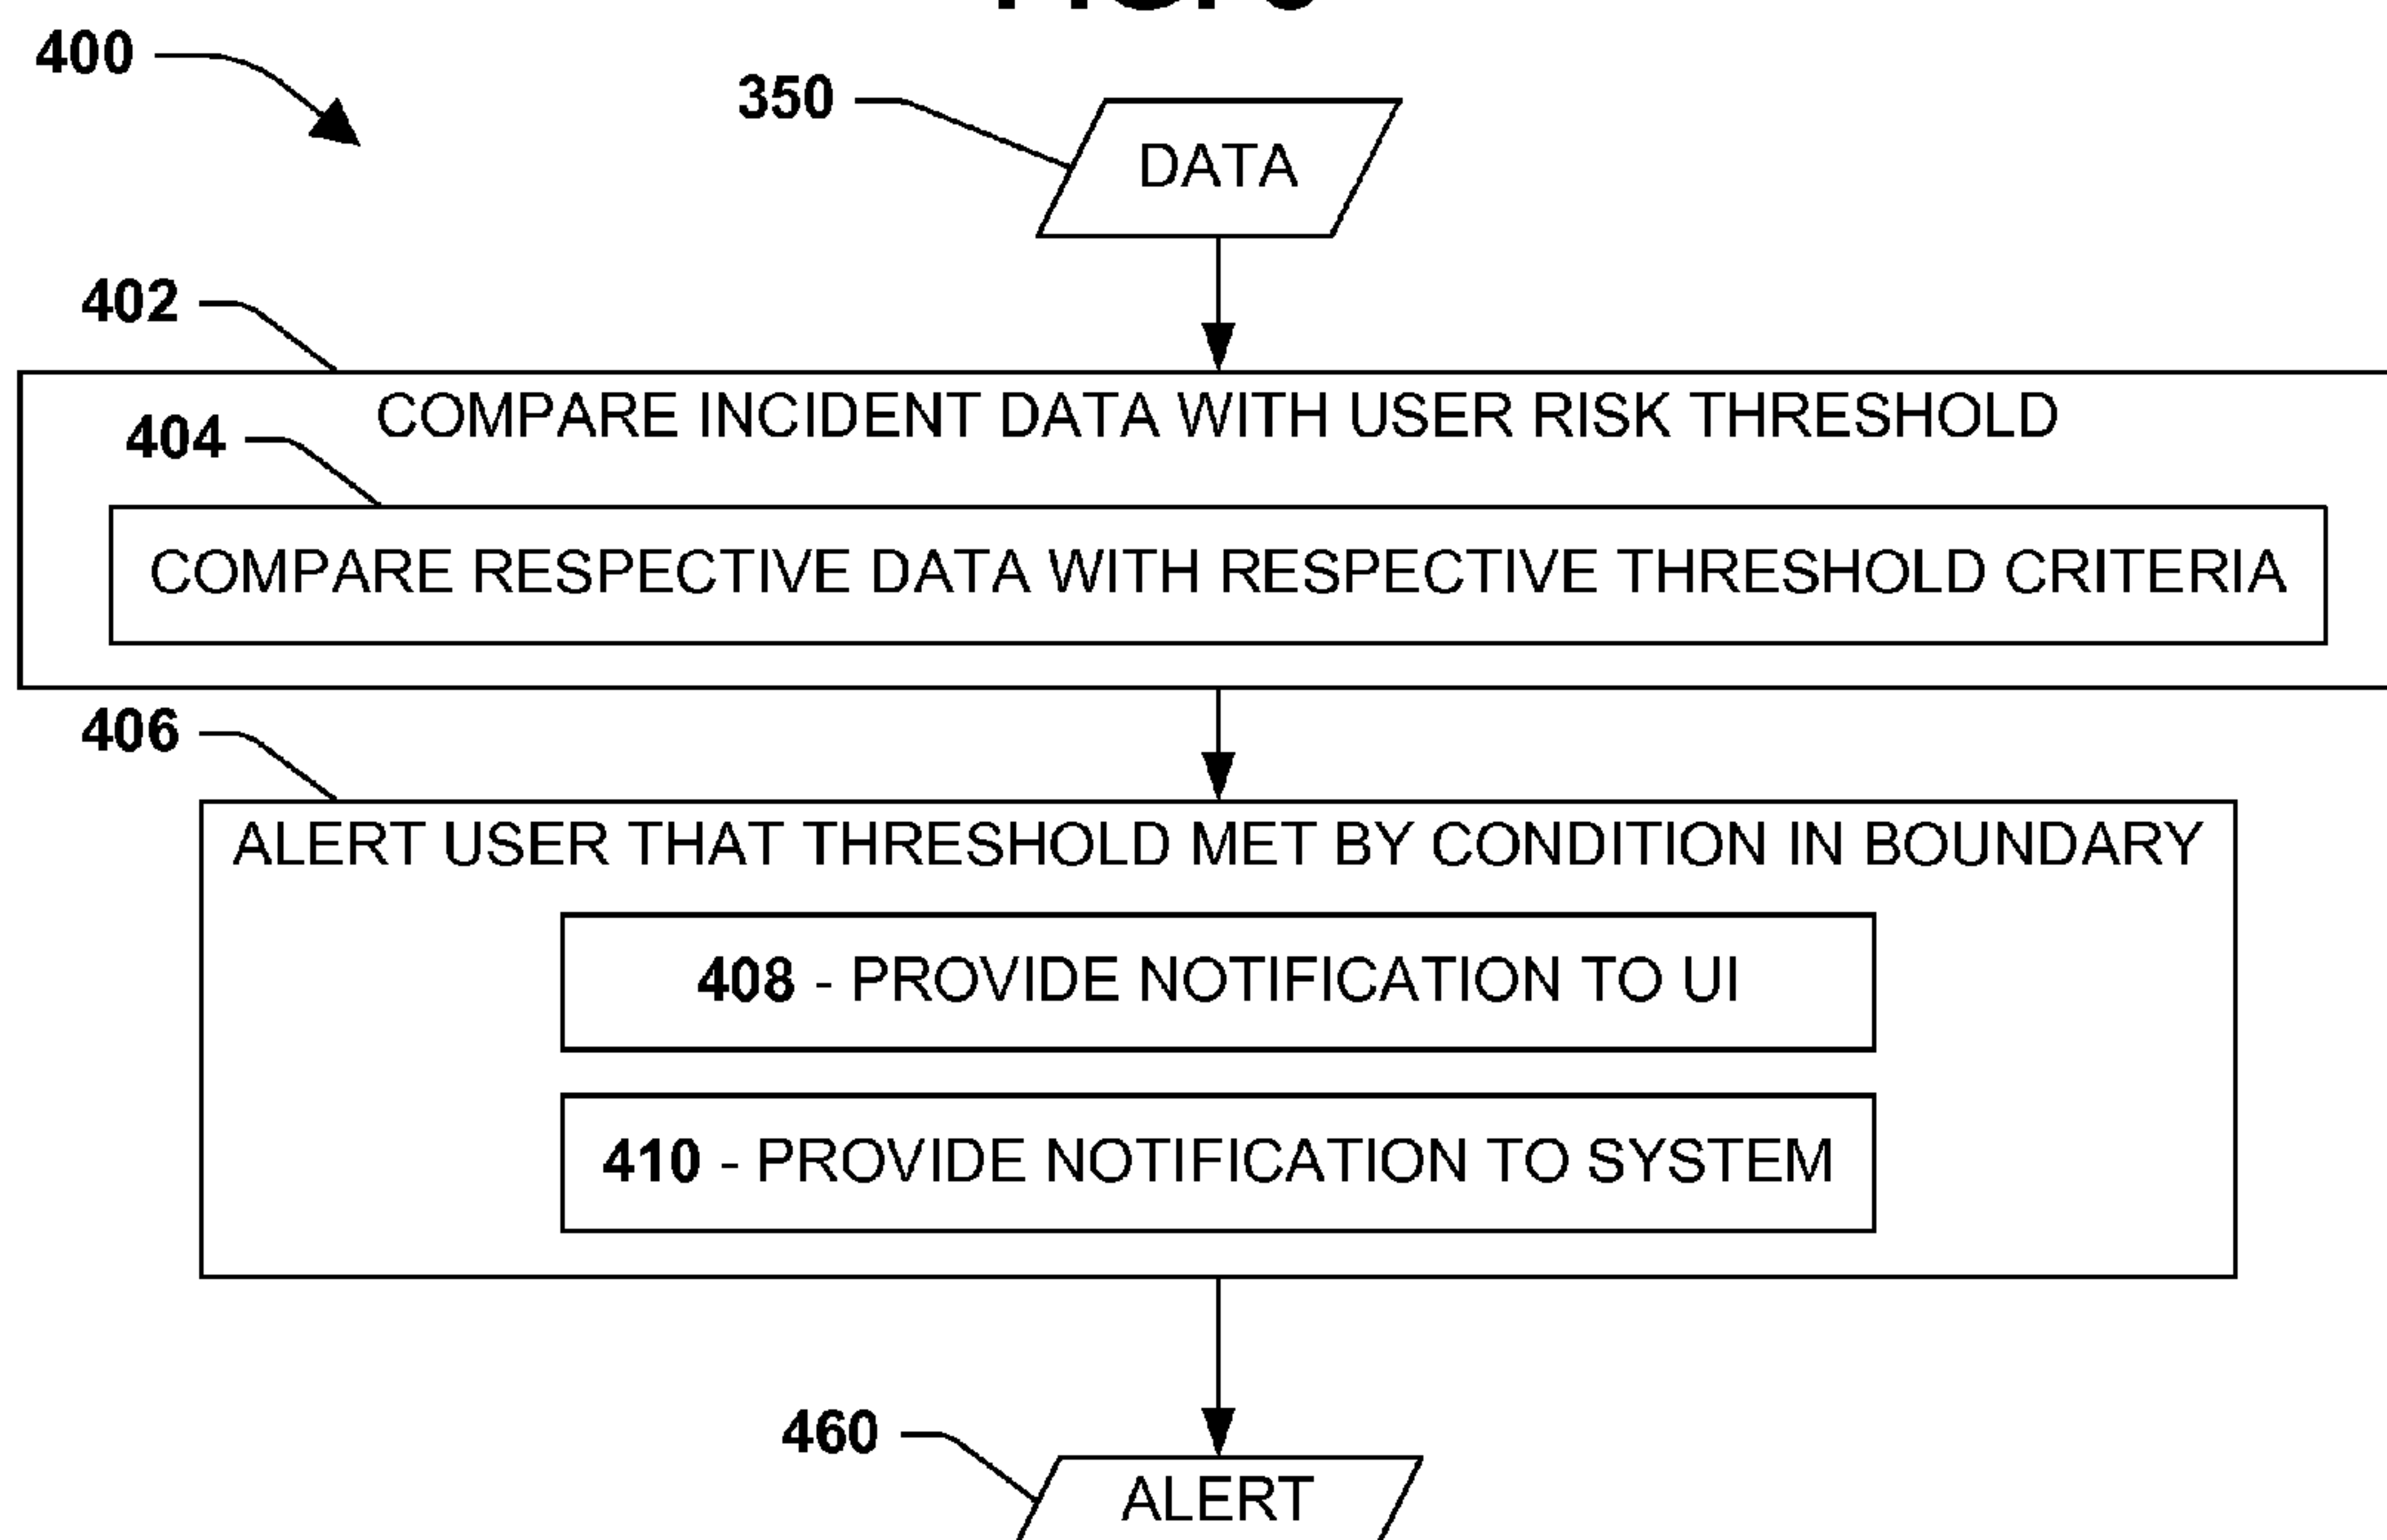 400
350
DATA
402
COMPARE INCIDENT DATA WITH USER RISK THRESHOLD
404
COMPARE RESPECTIVE DATA WITH RESPECTIVE THRESHOLD CRITERIA
406
ALERT USER THAT THRESHOLD MET BY CONDITION IN BOUNDARY
408 - PROVIDE NOTIFICATION TO UI
410 - PROVIDE NOTIFICATION TO SYSTEM
460
ALERT